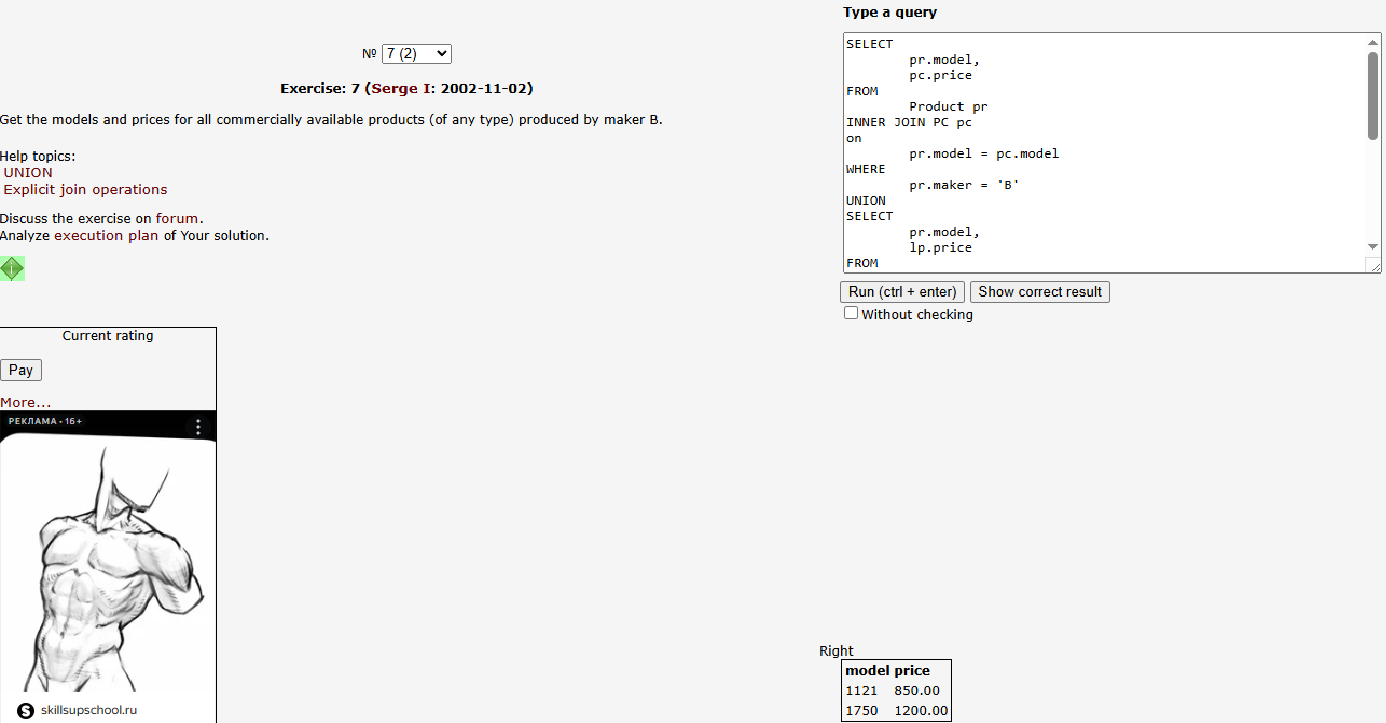 № 7 (2)
Exercise: 7 (Serge I: 2002-11-02)
Get the models and prices for all commercially available products (of any type) produced by maker B.
Help topics:
UNION
Explicit join operations
Discuss the exercise on forum.
Analyze execution plan of Your solution.
Current rating
Pay
More...
РЕКЛАМА • 16+
skillsupschool.ru
Type a query
SELECT
pr.model,
pc.price
FROM
Product pr
INNER JOIN PC pc
on
pr.model = pc.model
WHERE
pr.maker = 'B'
UNION
SELECT
pr.model,
lp.price
FROM
Run (ctrl + enter) Show correct result
Without checking
Right
model price
1121 850.00
1750 1200.00